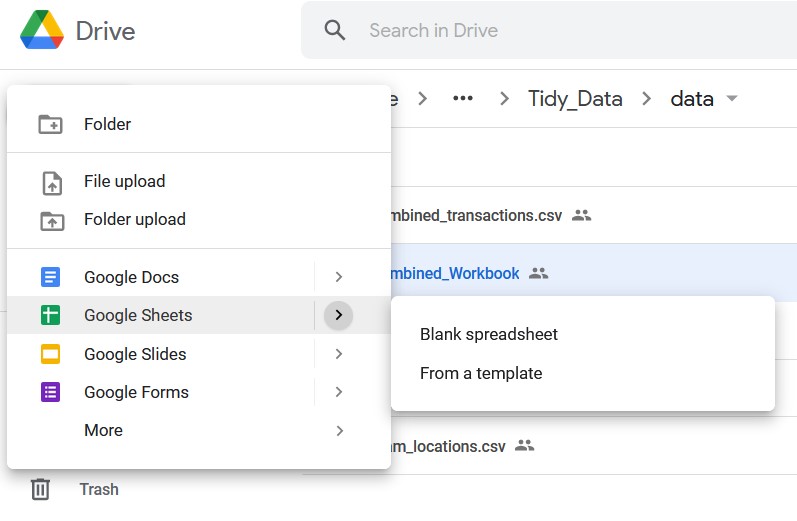 Drive
Search in Drive
Tidy_Data
data
Folder
File upload
Folder upload
mbined_transactions.csv
Google Docs
mbined_Workbook
Google Sheets
Blank spreadsheet
Google Slides
From a template
Google Forms
More
m_locations.csv
Trash